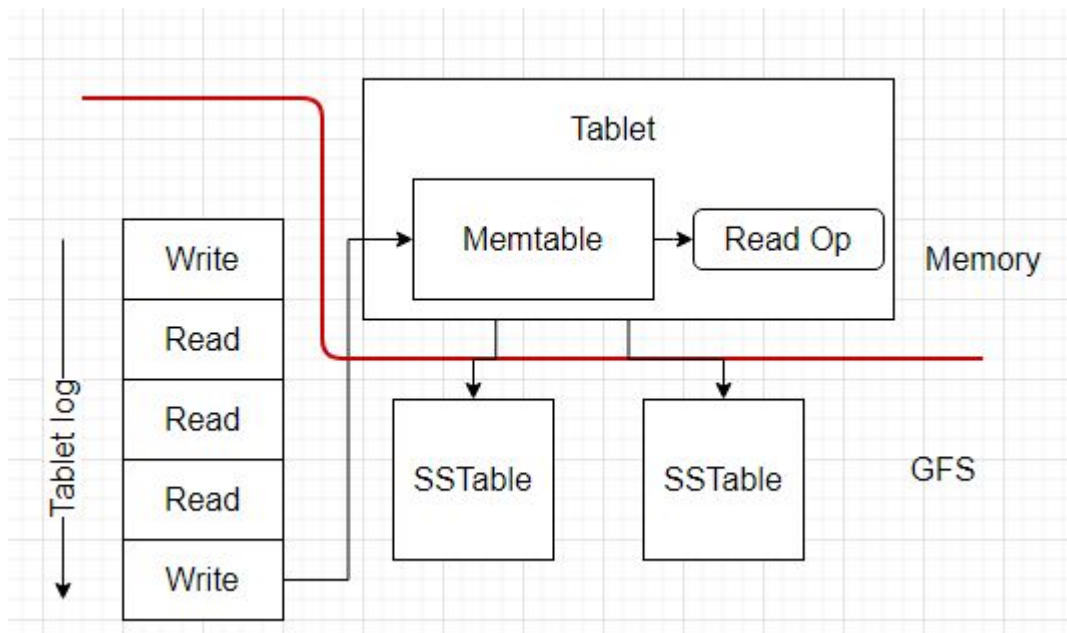 Tablet
Memtable
Read Op
Memory
Write
Read
Read
Read
Write
Tablet log
SSTable
SSTable
GFS